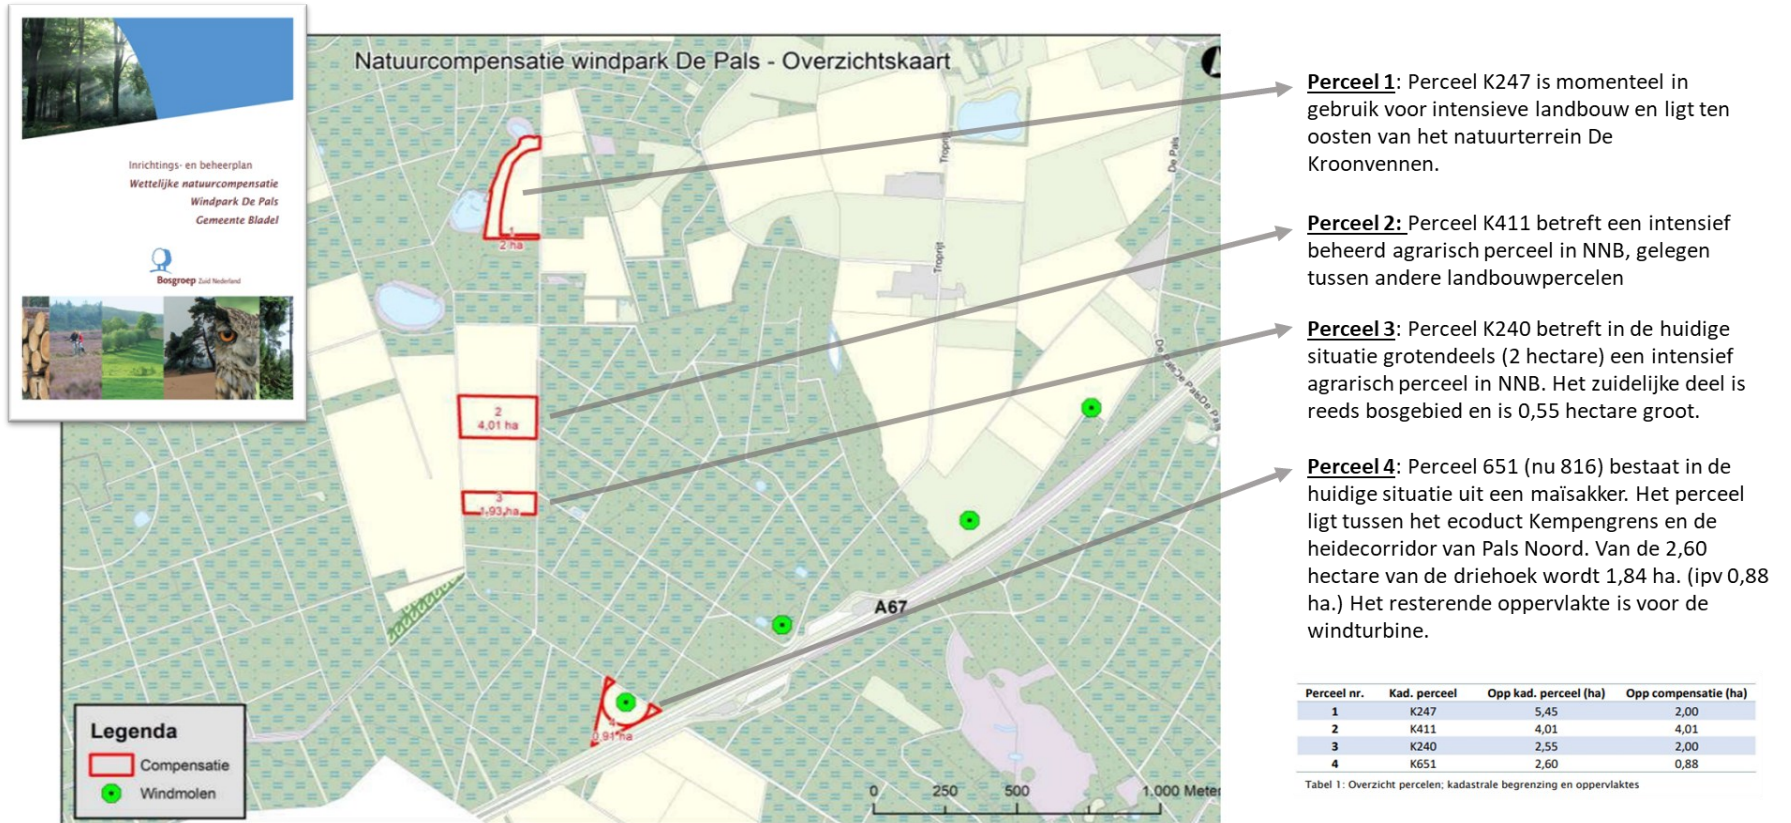 Inrichtings- en beheerplan
Wettelijke natuurcompensatie
Windpark De Pals
Gemeente Bladel
Bosgroep Zuid Nederland
Natuurcompensatie windpark De Pals - Overzichtskaart
1
2 ha
2
4,01 ha
3
1,93 ha
4
0,91 ha
Troprijt
Troprijt
De Pals
De Pals
De Pals
De Pals
A67
Legenda
Compensatie
Windmolen
0 250 500 1.000 Meter
Perceel 1: Perceel K247 is momenteel in
gebruik voor intensieve landbouw en ligt ten
oosten van het natuurterrein De
Kroonvennen.
Perceel 2: Perceel K411 betreft een intensief
beheerd agrarisch perceel in NNB, gelegen
tussen andere landbouwpercelen
Perceel 3: Perceel K240 betreft in de huidige
situatie grotendeels (2 hectare) een intensief
agrarisch perceel in NNB. Het zuidelijke deel is
reeds bosgebied en is 0,55 hectare groot.
Perceel 4: Perceel 651 (nu 816) bestaat in de
huidige situatie uit een maïsakker. Het perceel
ligt tussen het ecoduct Kempengrens en de
heidecorridor van Pals Noord. Van de 2,60
hectare van de driehoek wordt 1,84 ha. (ipv 0,88
ha.) Het resterende oppervlakte is voor de
windturbine.
Perceel nr. Kad. perceel Opp kad. perceel (ha) Opp compensatie (ha)
1 K247 5,45 2,00
2 K411 4,01 4,01
3 K240 2,55 2,00
4 K651 2,60 0,88
Tabel 1: Overzicht percelen; kadastrale begrenzing en oppervlaktes